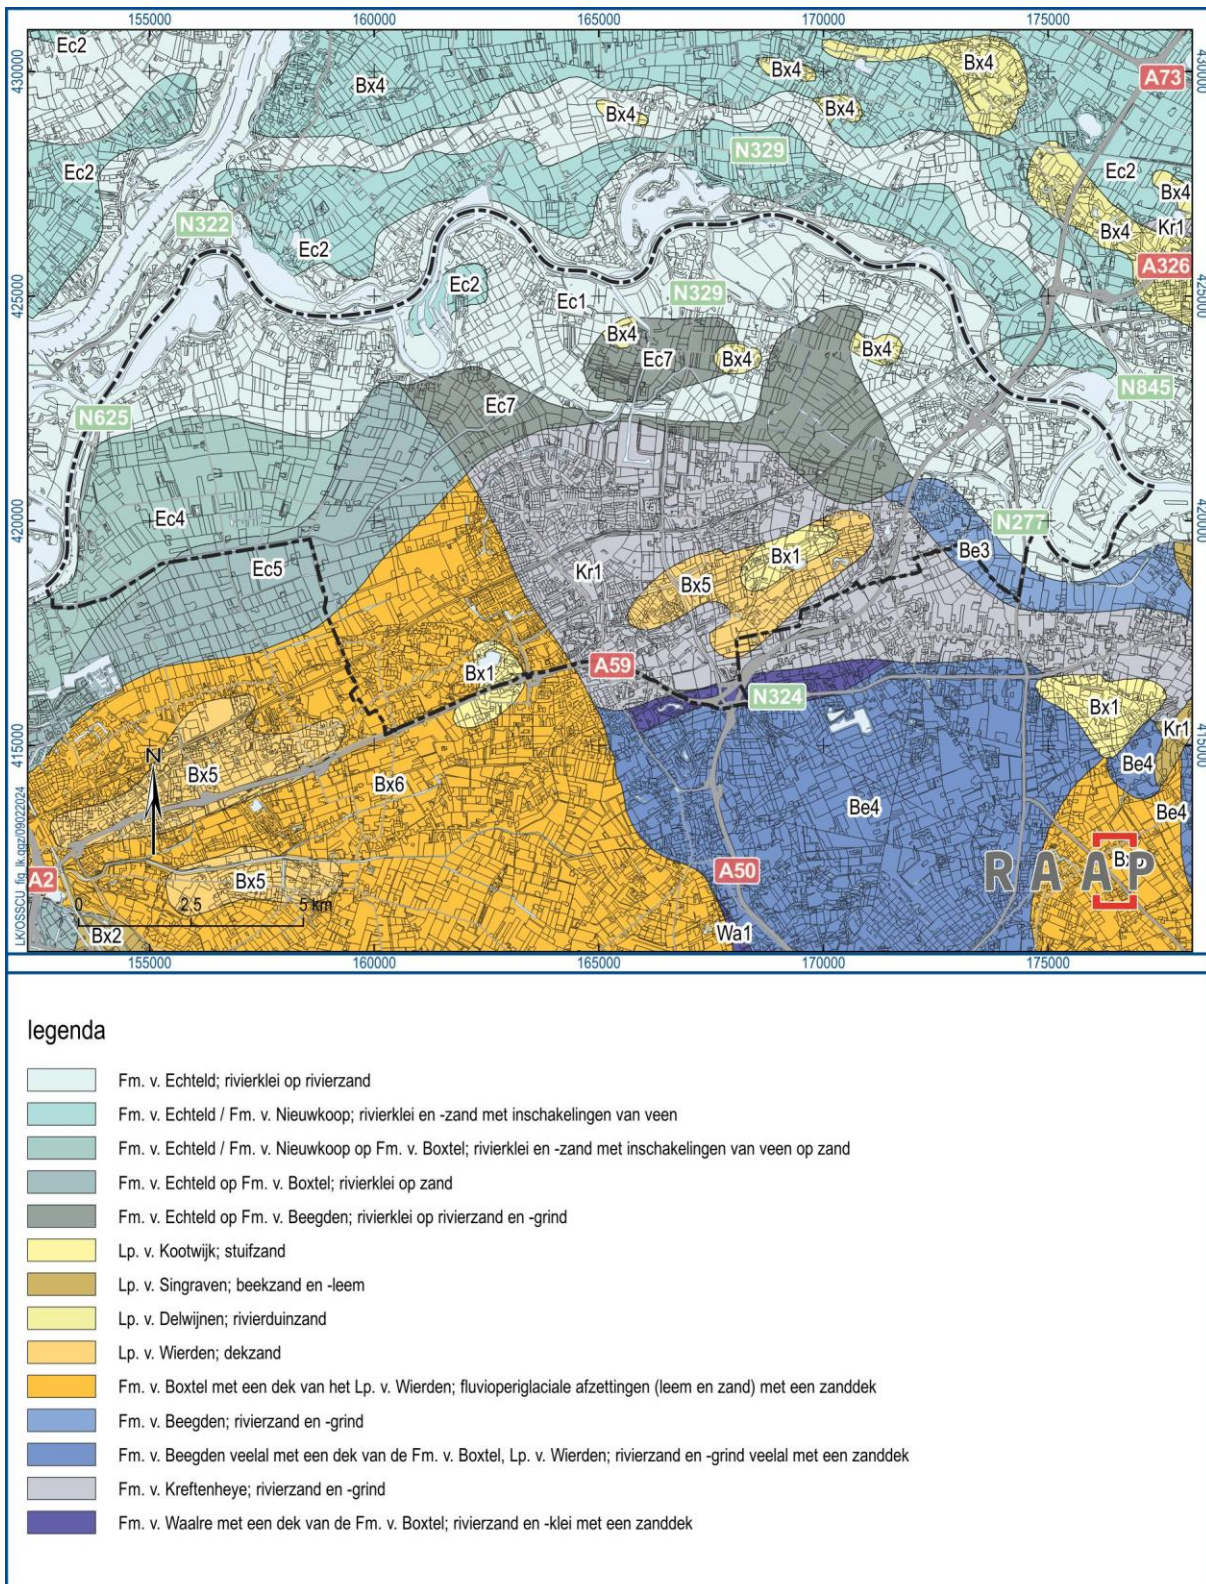 155000 160000 165000 170000 175000
430000
425000
420000
415000
430000
425000
420000
415000
Ec2
Bx4
Bx4
Bx4
A73
Bx4
Bx4
N329
Ec2
Ec2
Bx4
N322
Bx4
Kr1
Ec2
A326
Ec2
N329
Ec1
Bx4
Bx4
Bx4
Ec7
N845
Ec7
N625
Ec4
N277
Be3
Ec5
Bx1
Kr1
Bx5
A59
Bx1
N324
Bx1
Kr1
N
Be4
Bx5
Bx6
Be4
Be4
A2
Bx5
A50
RAAP
0 2.5 5 km
Bx2
Wa1
LK/OSSCU_fig_lk.qgz/09022024
155000 160000 165000 170000 175000
legenda
Fm. v. Echteld; rivierklei op rivierzand
Fm. v. Echteld / Fm. v. Nieuwkoop; rivierklei en -zand met inschakelingen van veen
Fm. v. Echteld / Fm. v. Nieuwkoop op Fm. v. Boxtel; rivierklei en -zand met inschakelingen van veen op zand
Fm. v. Echteld op Fm. v. Boxtel; rivierklei op zand
Fm. v. Echteld op Fm. v. Beegden; rivierklei op rivierzand en -grind
Lp. v. Kootwijk; stuifzand
Lp. v. Singraven; beekzand en -leem
Lp. v. Delwijnen; rivierduinzand
Lp. v. Wierden; dekzand
Fm. v. Boxtel met een dek van het Lp. v. Wierden; fluvioperiglaciale afzettingen (leem en zand) met een zanddek
Fm. v. Beegden; rivierzand en -grind
Fm. v. Beegden veelal met een dek van de Fm. v. Boxtel, Lp. v. Wierden; rivierzand en -grind veelal met een zanddek
Fm. v. Kreftenheye; rivierzand en -grind
Fm. v. Waalre met een dek van de Fm. v. Boxtel; rivierzand en -klei met een zanddek